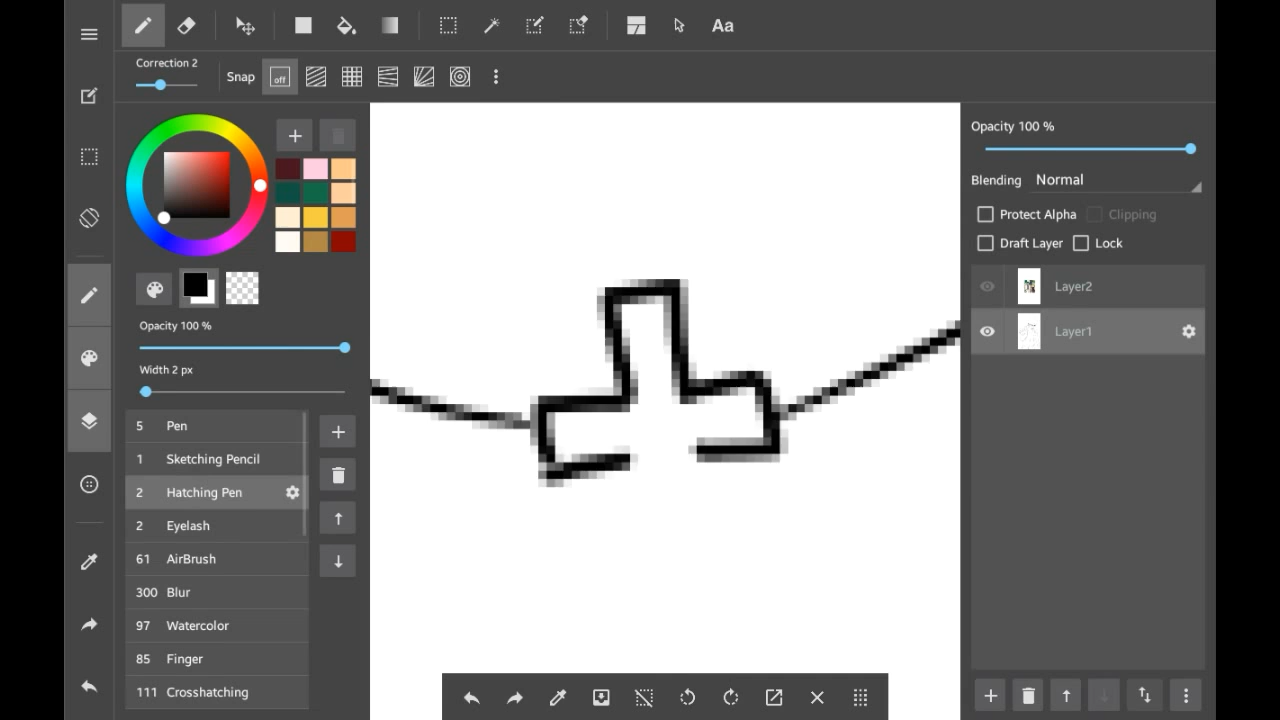 Aa
Correction 2
Snap
off
Opacity 100 %
Blending
Normal
Protect Alpha
Clipping
Draft Layer
Lock
Layer2
Layer1
Opacity 100 %
Width 2 px
5 Pen
1 Sketching Pencil
2 Hatching Pen
2 Eyelash
61 AirBrush
300 Blur
97 Watercolor
85 Finger
111 Crosshatching